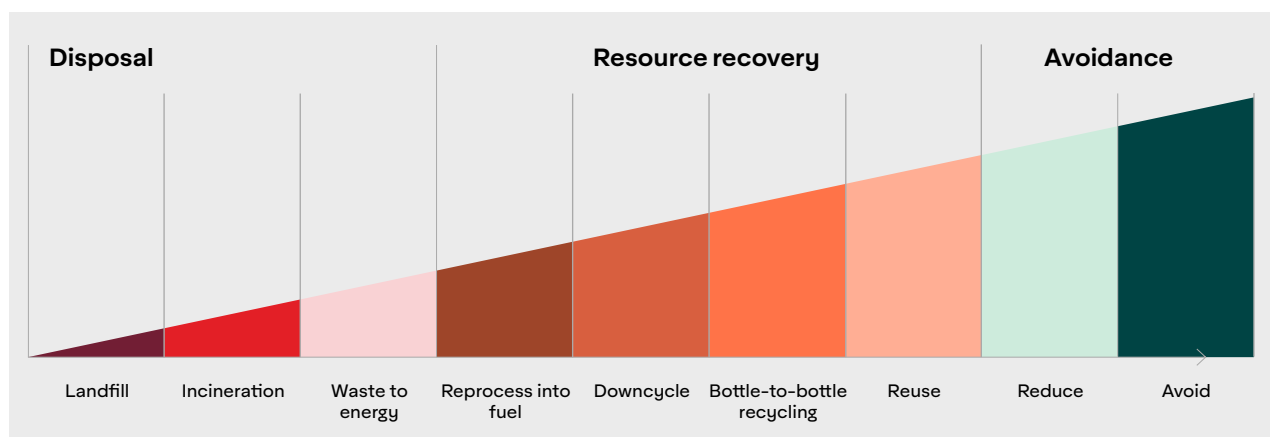 Disposal
Resource recovery
Avoidance
Landfill
Incineration
Waste to
energy
Reprocess into
fuel
Downcycle
Bottle-to-bottle
recycling
Reuse
Reduce
Avoid